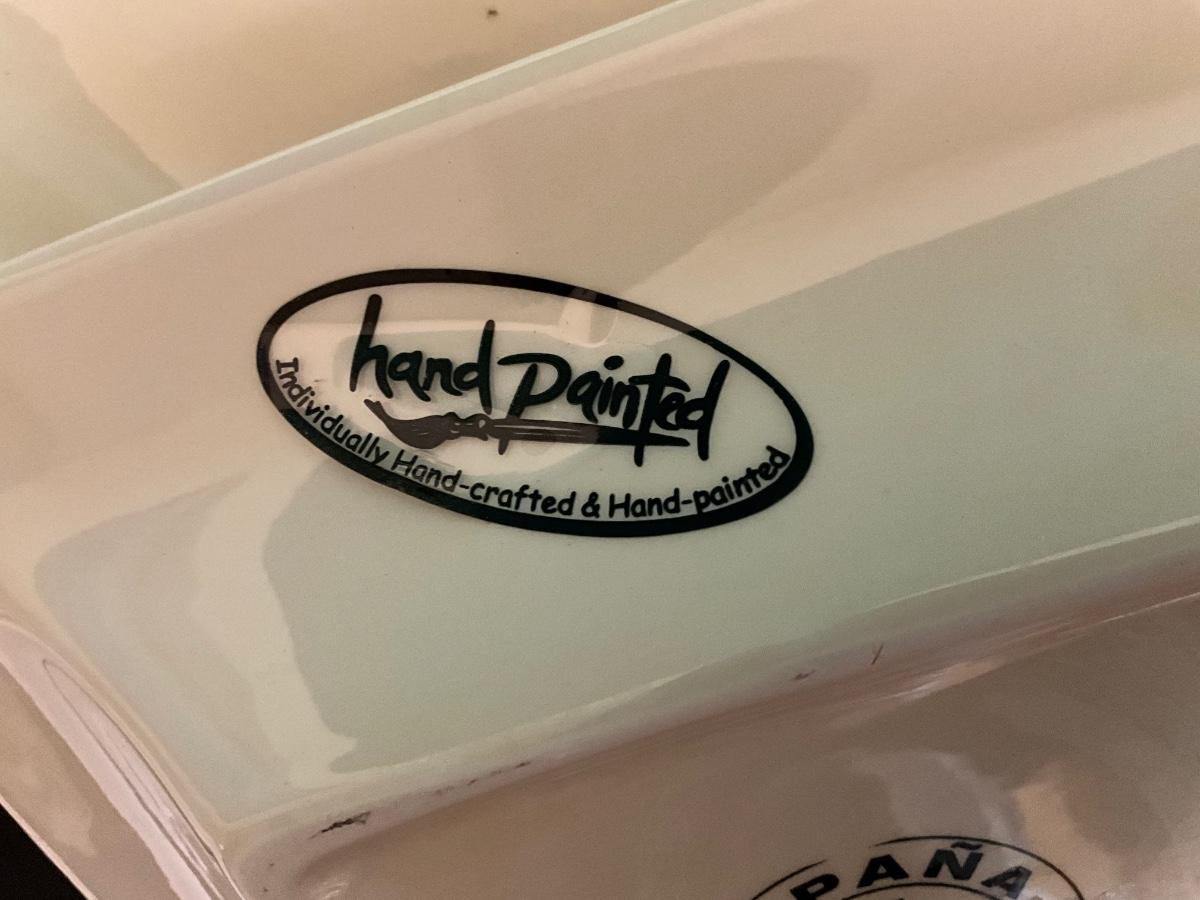 hand painted
Individually Hand-crafted & Hand-painted
PAÑA